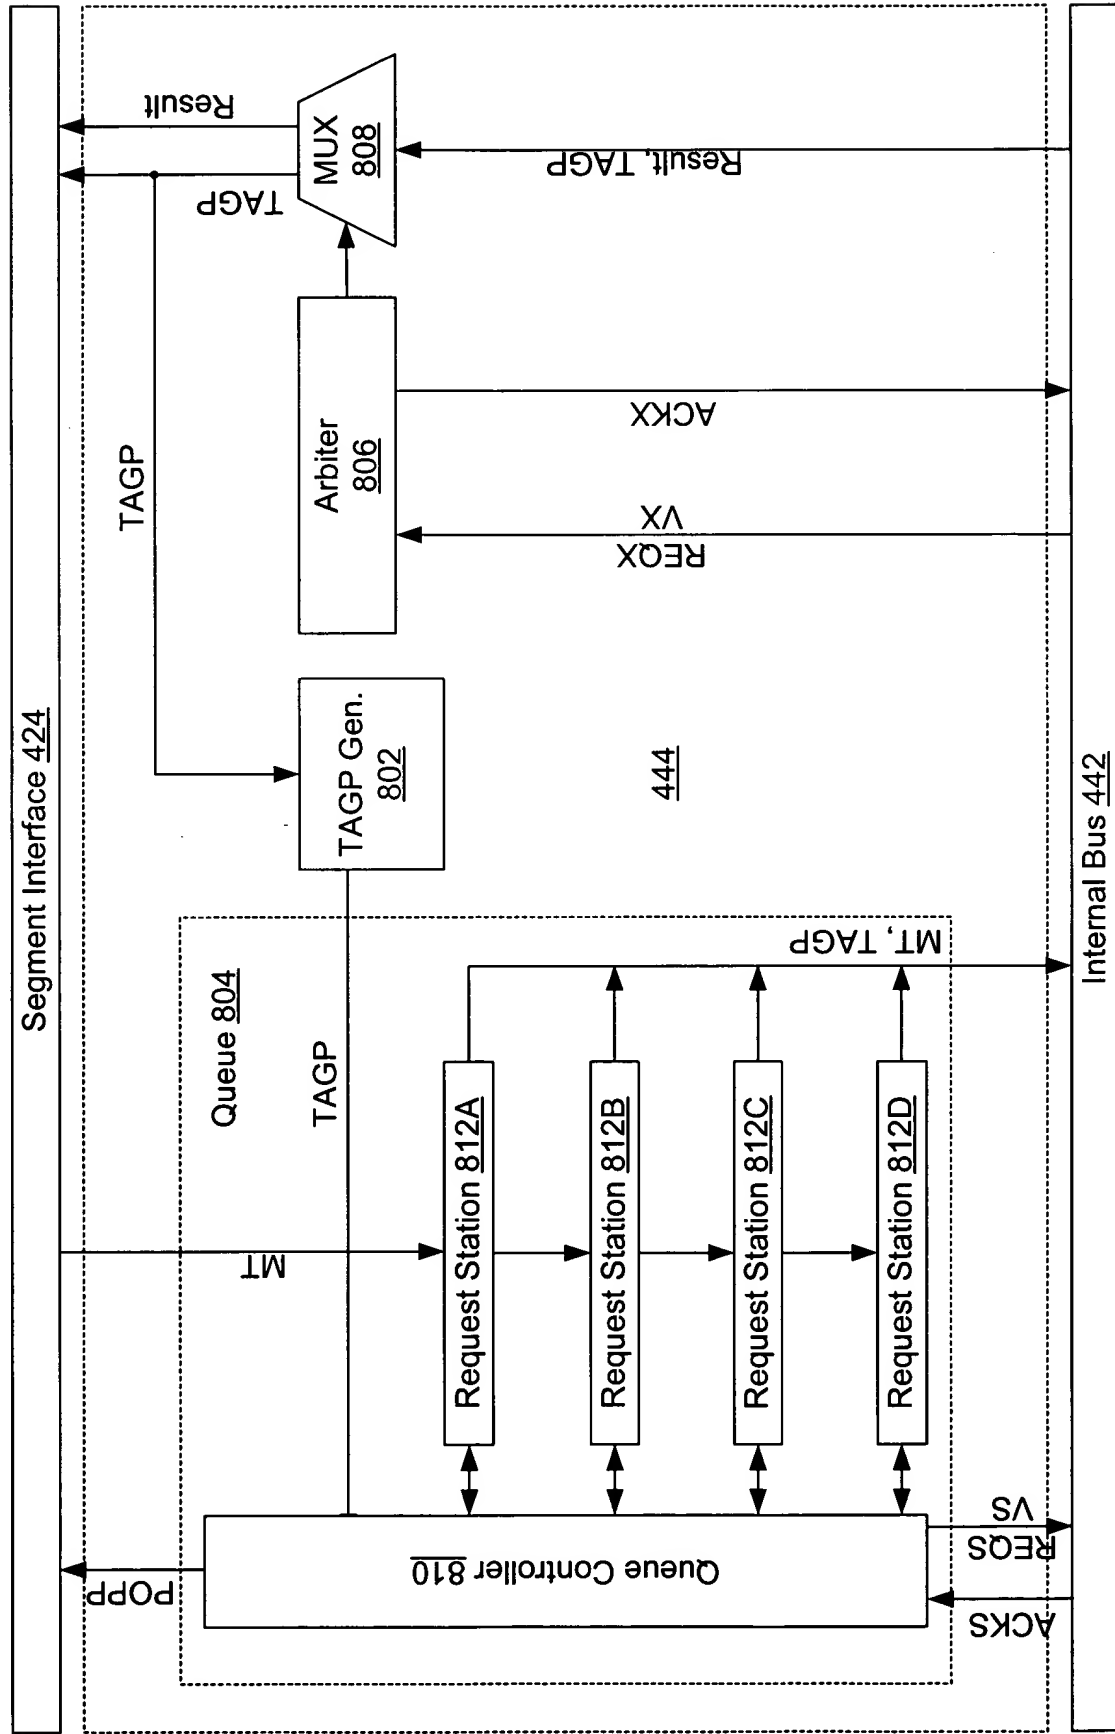 Segment Interface 424
POPP
MT
Queue 804
TAGP
TAGP
TAGP
Result
Queue Controller 810
Request Station 812A
Request Station 812B
Request Station 812C
Request Station 812D
MT, TAGP
TAGP Gen.
802
Arbiter
806
MUX
808
444
REQX
VX
ACKX
Result, TAGP
ACKS
REQS
VS
Internal Bus 442